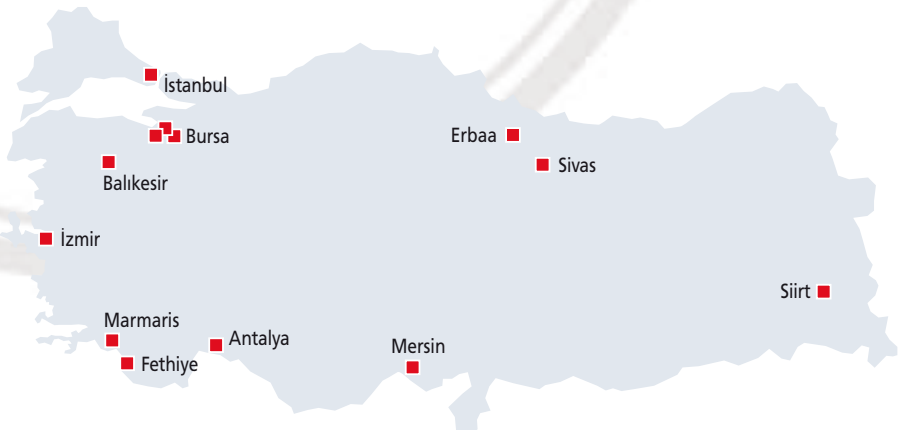 İstanbul
Bursa
Erbaa
Sivas
Balıkesir
İzmir
Siirt
Marmaris
Antalya
Mersin
Fethiye